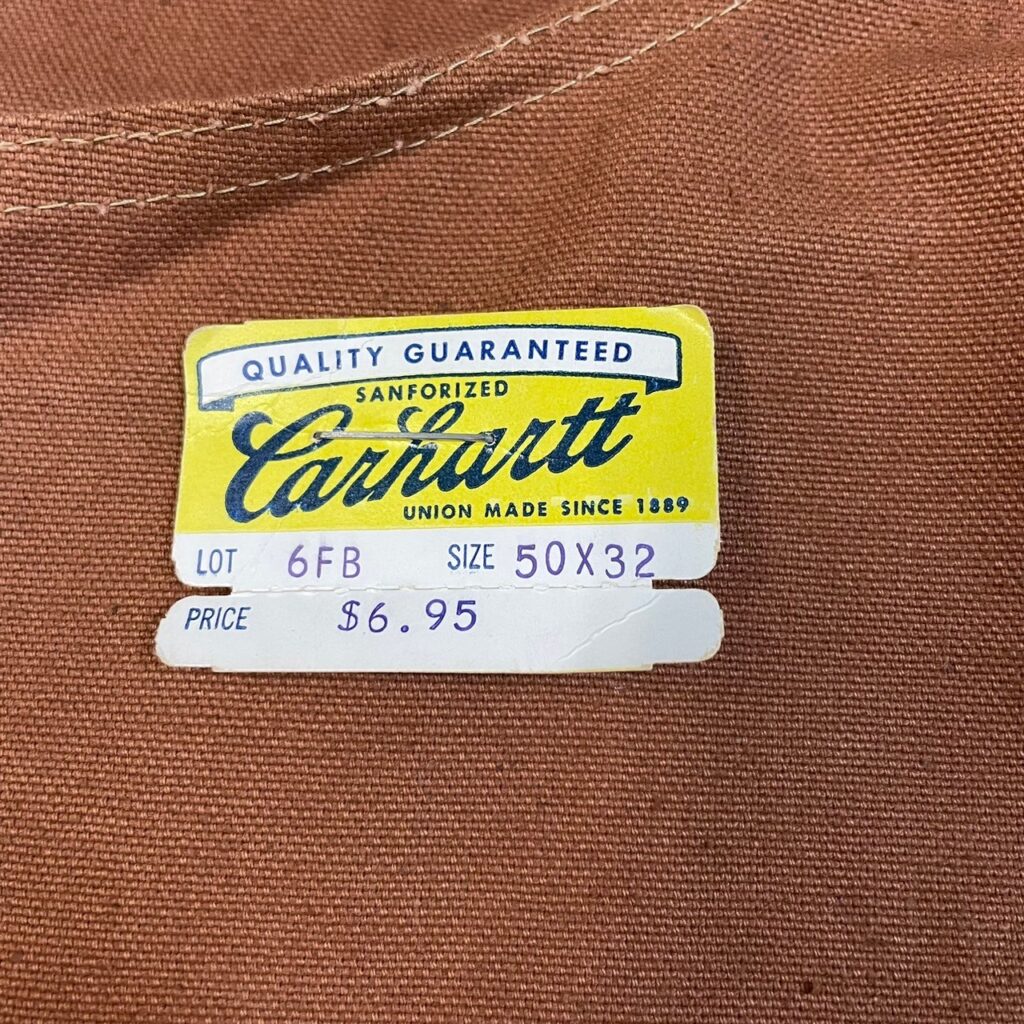 QUALITY GUARANTEED
SANFORIZED
Carhartt
UNION MADE SINCE 1889
LOT 6FB SIZE 50X32
PRICE $6.95